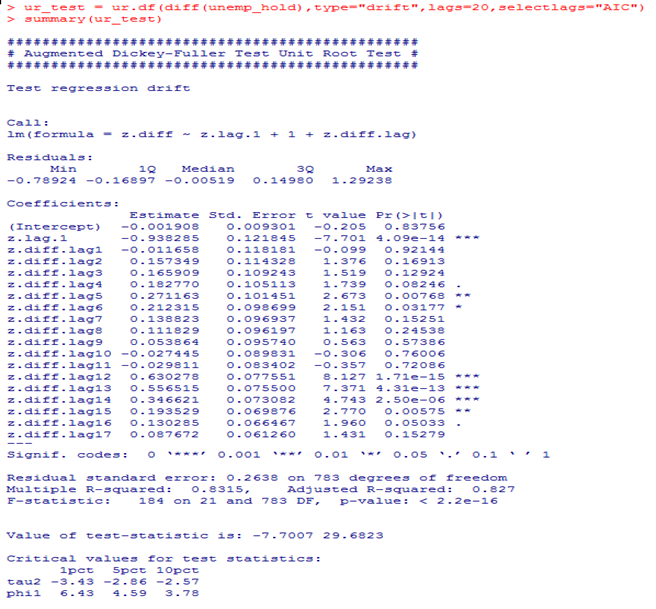 > ur_test = ur.df(diff(unemp_hold),type="drift",lags=20,selectlags="AIC")
> summary(ur_test)
###############################################
# Augmented Dickey-Fuller Test Unit Root Test #
###############################################
Test regression drift
Call:
lm(formula = z.diff ~ z.lag.1 + 1 + z.diff.lag)
Residuals:
Min 1Q Median 3Q Max
-0.78924 -0.16897 -0.00519 0.14980 1.29238
Coefficients:
Estimate Std. Error t value Pr(>|t|)
(Intercept) -0.001908 0.009301 -0.205 0.83756
z.lag.1 -0.938285 0.121845 -7.701 4.09e-14 ***
z.diff.lag1 -0.011658 0.118181 -0.099 0.92144
z.diff.lag2 0.157349 0.114328 1.376 0.16913
z.diff.lag3 0.165909 0.109243 1.519 0.12924
z.diff.lag4 0.182770 0.105113 1.739 0.08246 .
z.diff.lag5 0.271163 0.101451 2.673 0.00768 **
z.diff.lag6 0.212315 0.098699 2.151 0.03177 *
z.diff.lag7 0.138823 0.096937 1.432 0.15251
z.diff.lag8 0.111829 0.096197 1.163 0.24538
z.diff.lag9 0.053864 0.095740 0.563 0.57386
z.diff.lag10 -0.027445 0.089831 -0.306 0.76006
z.diff.lag11 -0.029811 0.083402 -0.357 0.72086
z.diff.lag12 0.630278 0.077551 8.127 1.71e-15 ***
z.diff.lag13 0.556515 0.075500 7.371 4.31e-13 ***
z.diff.lag14 0.346621 0.073082 4.743 2.50e-06 ***
z.diff.lag15 0.193529 0.069876 2.770 0.00575 **
z.diff.lag16 0.130285 0.066467 1.960 0.05033 .
z.diff.lag17 0.087672 0.061260 1.431 0.15279
---
Signif. codes: 0 ‘***’ 0.001 ‘**’ 0.01 ‘*’ 0.05 ‘.’ 0.1 ‘ ’ 1
Residual standard error: 0.2638 on 783 degrees of freedom
Multiple R-squared: 0.8315, Adjusted R-squared: 0.827
F-statistic: 184 on 21 and 783 DF, p-value: < 2.2e-16
Value of test-statistic is: -7.7007 29.6823
Critical values for test statistics:
1pct 5pct 10pct
tau2 -3.43 -2.86 -2.57
phi1 6.43 4.59 3.78